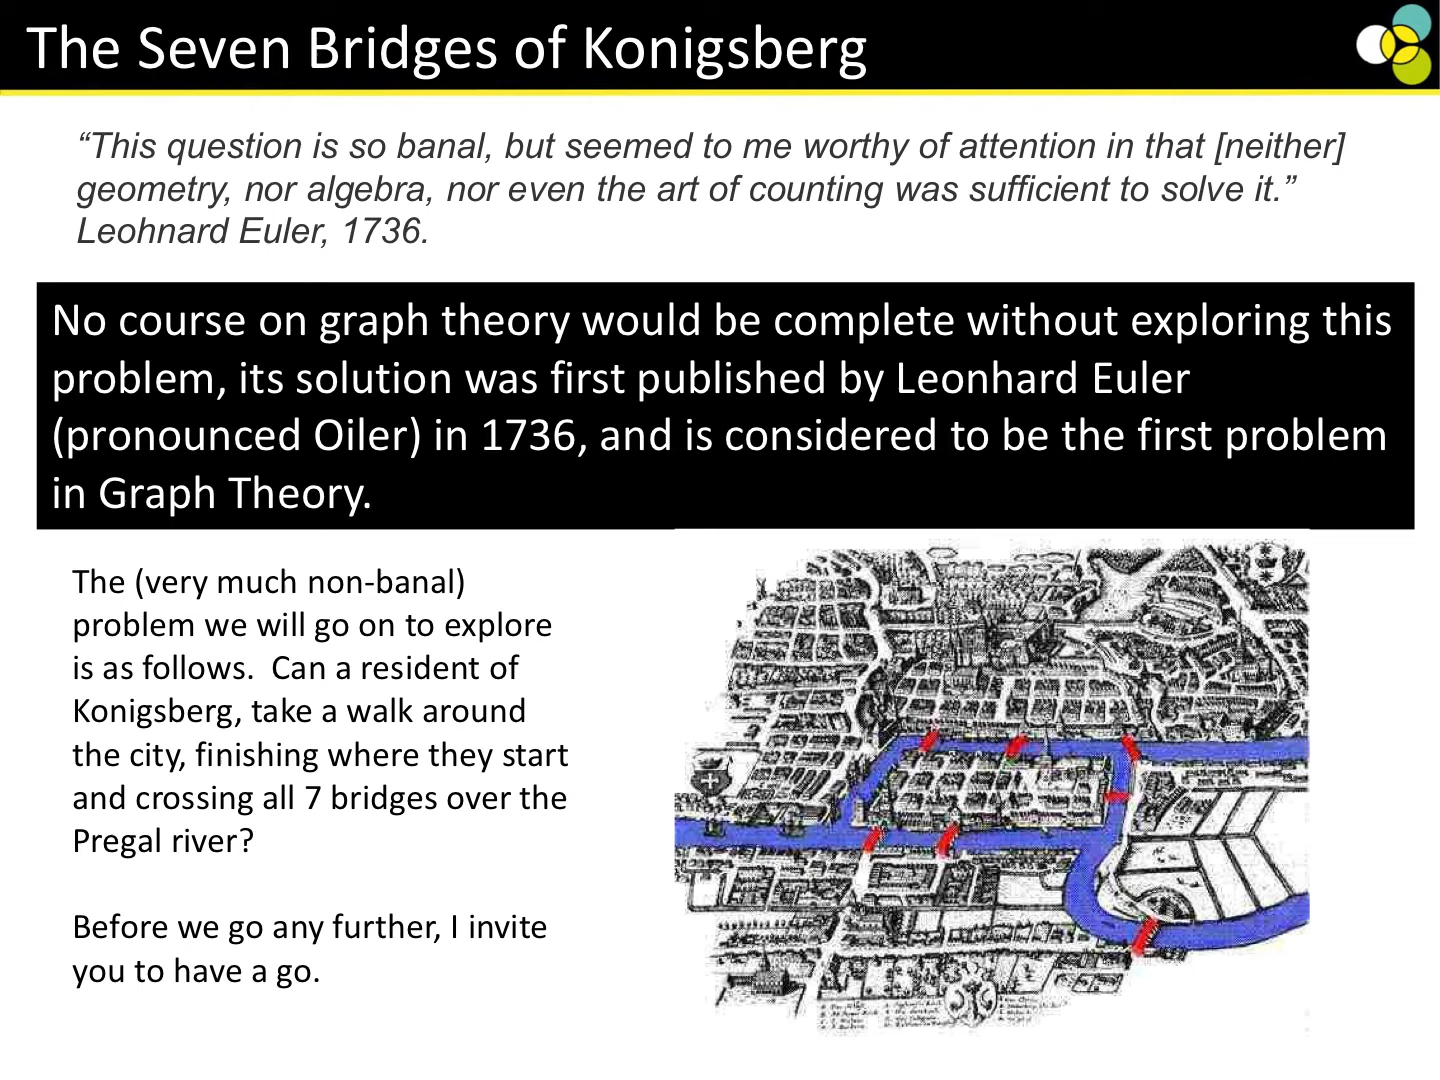 The Seven Bridges of Konigsberg
“This question is so banal, but seemed to me worthy of attention in that [neither]
geometry, nor algebra, nor even the art of counting was sufficient to solve it.”
Leohnard Euler, 1736.
No course on graph theory would be complete without exploring this
problem, its solution was first published by Leonhard Euler
(pronounced Oiler) in 1736, and is considered to be the first problem
in Graph Theory.
The (very much non-banal)
problem we will go on to explore
is as follows.  Can a resident of
Konigsberg, take a walk around
the city, finishing where they start
and crossing all 7 bridges over the
Pregal river?
Before we go any further, I invite
you to have a go.